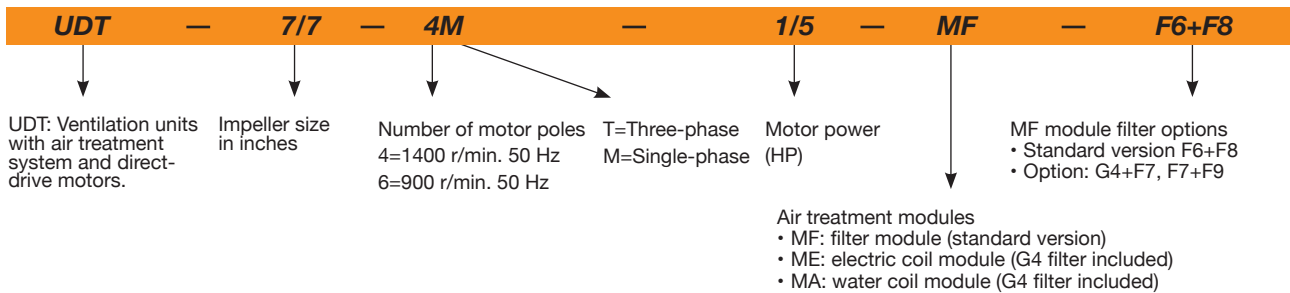 UDT — 7/7 — 4M — 1/5 — MF — F6+F8
UDT: Ventilation units
with air treatment
system and direct-
drive motors.
Impeller size
in inches
Number of motor poles
4=1400 r/min. 50 Hz
6=900 r/min. 50 Hz
T=Three-phase
M=Single-phase
Motor power
(HP)
MF module filter options
• Standard version F6+F8
• Option: G4+F7, F7+F9
Air treatment modules
• MF: filter module (standard version)
• ME: electric coil module (G4 filter included)
• MA: water coil module (G4 filter included)